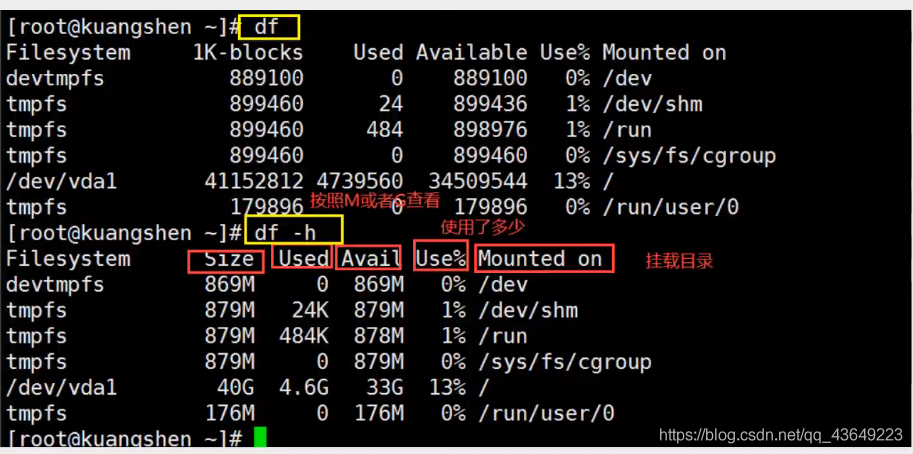 [root@kuangshen ~]# df
Filesystem     1K-blocks    Used Available Use% Mounted on
devtmpfs          889100       0    889100   0% /dev
tmpfs             899460      24    899436   1% /dev/shm
tmpfs             899460     484    898976   1% /run
tmpfs             899460       0    899460   0% /sys/fs/cgroup
/dev/vda1       41152812 4739560  34509544  13% /
tmpfs             179896       0    179896   0% /run/user/0
按照M或者G查看
[root@kuangshen ~]# df -h
使用了多少
Filesystem      Size  Used Avail Use% Mounted on
挂载目录
devtmpfs        869M     0  869M   0% /dev
tmpfs           879M   24K  879M   1% /dev/shm
tmpfs           879M  484K  878M   1% /run
tmpfs           879M     0  879M   0% /sys/fs/cgroup
/dev/vda1        40G  4.6G   33G  13% /
tmpfs           176M     0  176M   0% /run/user/0
[root@kuangshen ~]#
https://blog.csdn.net/qq_43649223